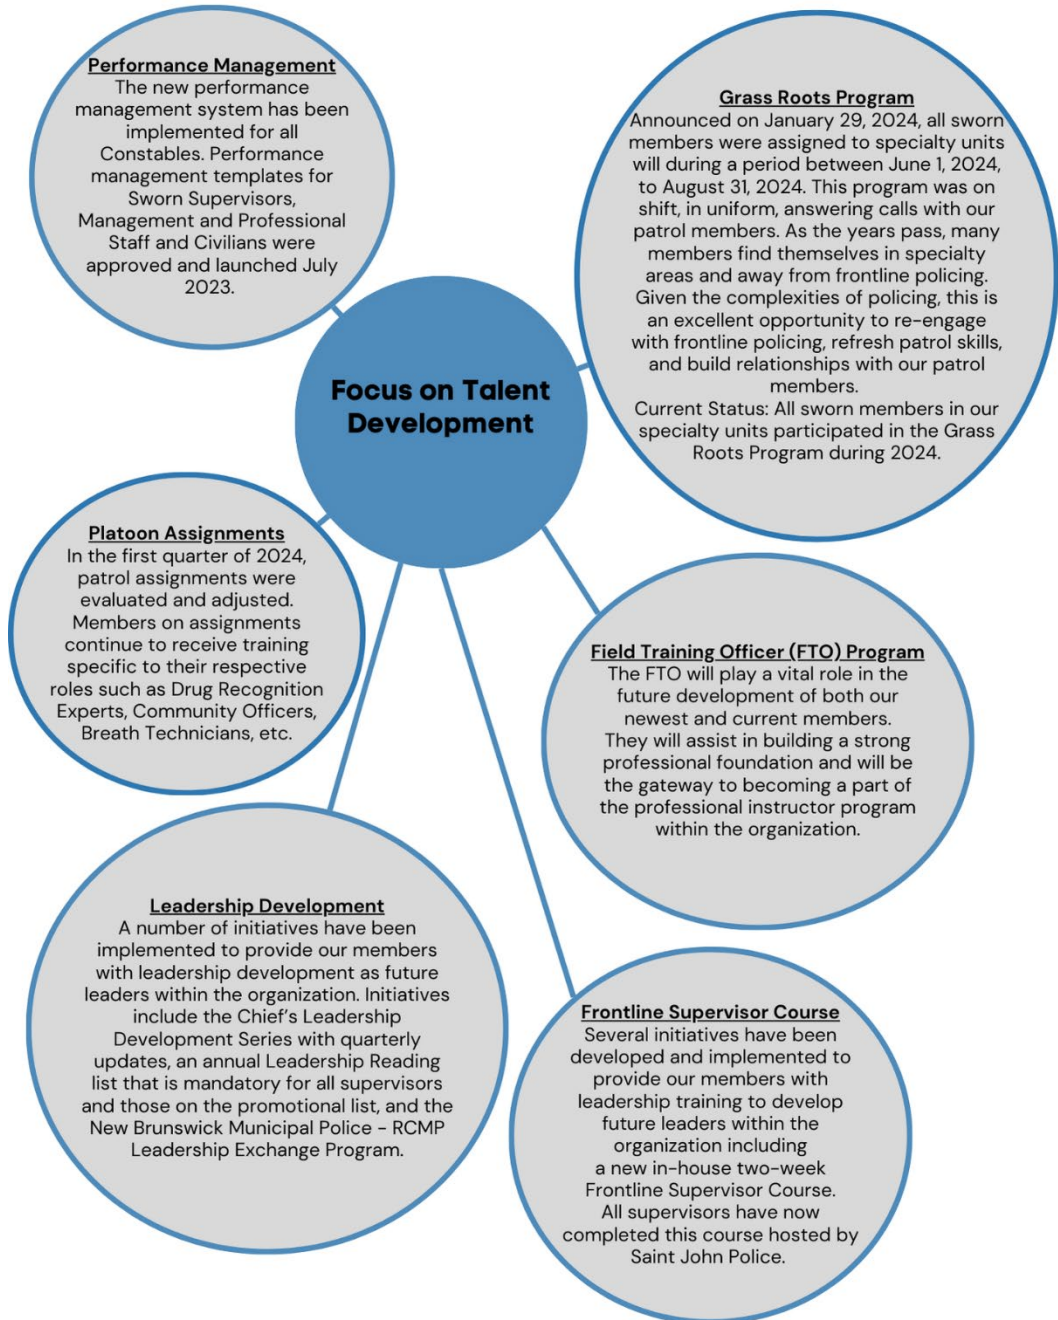 Performance Management
The new performance
management system has been
implemented for all
Constables. Performance
management templates for
Sworn Supervisors,
Management and Professional
Staff and Civilians were
approved and launched July
2023.
Grass Roots Program
Announced on January 29, 2024, all sworn
members were assigned to specialty units
will during a period between June 1, 2024,
to August 31, 2024. This program was on
shift, in uniform, answering calls with our
patrol members. As the years pass, many
members find themselves in specialty
areas and away from frontline policing.
Given the complexities of policing, this is
an excellent opportunity to re-engage
with frontline policing, refresh patrol skills,
and build relationships with our patrol
members.
Current Status: All sworn members in our
specialty units participated in the Grass
Roots Program during 2024.
Focus on Talent
Development
Platoon Assignments
In the first quarter of 2024,
patrol assignments were
evaluated and adjusted.
Members on assignments
continue to receive training
specific to their respective
roles such as Drug Recognition
Experts, Community Officers,
Breath Technicians, etc.
Field Training Officer (FTO) Program
The FTO will play a vital role in the
future development of both our
newest and current members.
They will assist in building a strong
professional foundation and will be
the gateway to becoming a part of
the professional instructor program
within the organization.
Leadership Development
A number of initiatives have been
implemented to provide our members
with leadership development as future
leaders within the organization. Initiatives
include the Chief's Leadership
Development Series with quarterly
updates, an annual Leadership Reading
list that is mandatory for all supervisors
and those on the promotional list, and the
New Brunswick Municipal Police - RCMP
Leadership Exchange Program.
Frontline Supervisor Course
Several initiatives have been
developed and implemented to
provide our members with
leadership training to develop
future leaders within the
organization including
a new in-house two-week
Frontline Supervisor Course.
All supervisors have now
completed this course hosted by
Saint John Police.